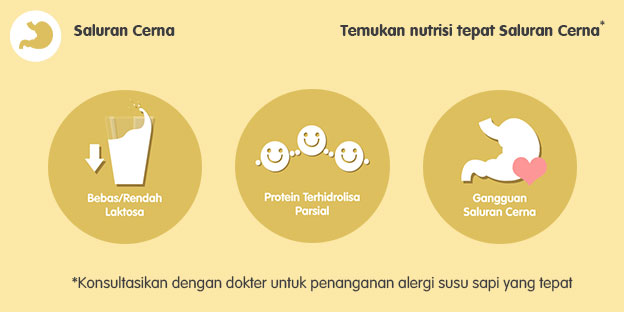 Saluran Cerna
Temukan nutrisi tepat Saluran Cerna*
Bebas/Rendah
Laktosa
Protein Terhidrolisa
Parsial
Gangguan
Saluran Cerna
*Konsultasikan dengan dokter untuk penanganan alergi susu sapi yang tepat